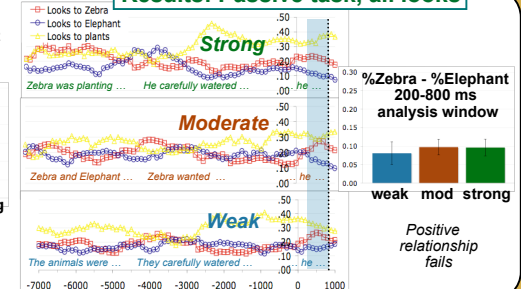 Results: Passive task, all looks
Looks to Zebra
Looks to Elephant
Looks to plants
Strong
.50
.40
.30
.20
.10
.00
Zebra was planting … He carefully watered … he …
Moderate
.50
.40
.30
.20
.10
.00
Zebra and Elephant … Zebra wanted … he …
Weak
.50
.40
.30
.20
.10
.00
The animals were … They carefully watered … he …
-7000 -6000 -5000 -4000 -3000 -2000 -1000 0 1000
%Zebra - %Elephant
200-800 ms
analysis window
0.30
0.25
0.20
0.15
0.10
0.05
0.00
weak mod strong
Positive
relationship
fails